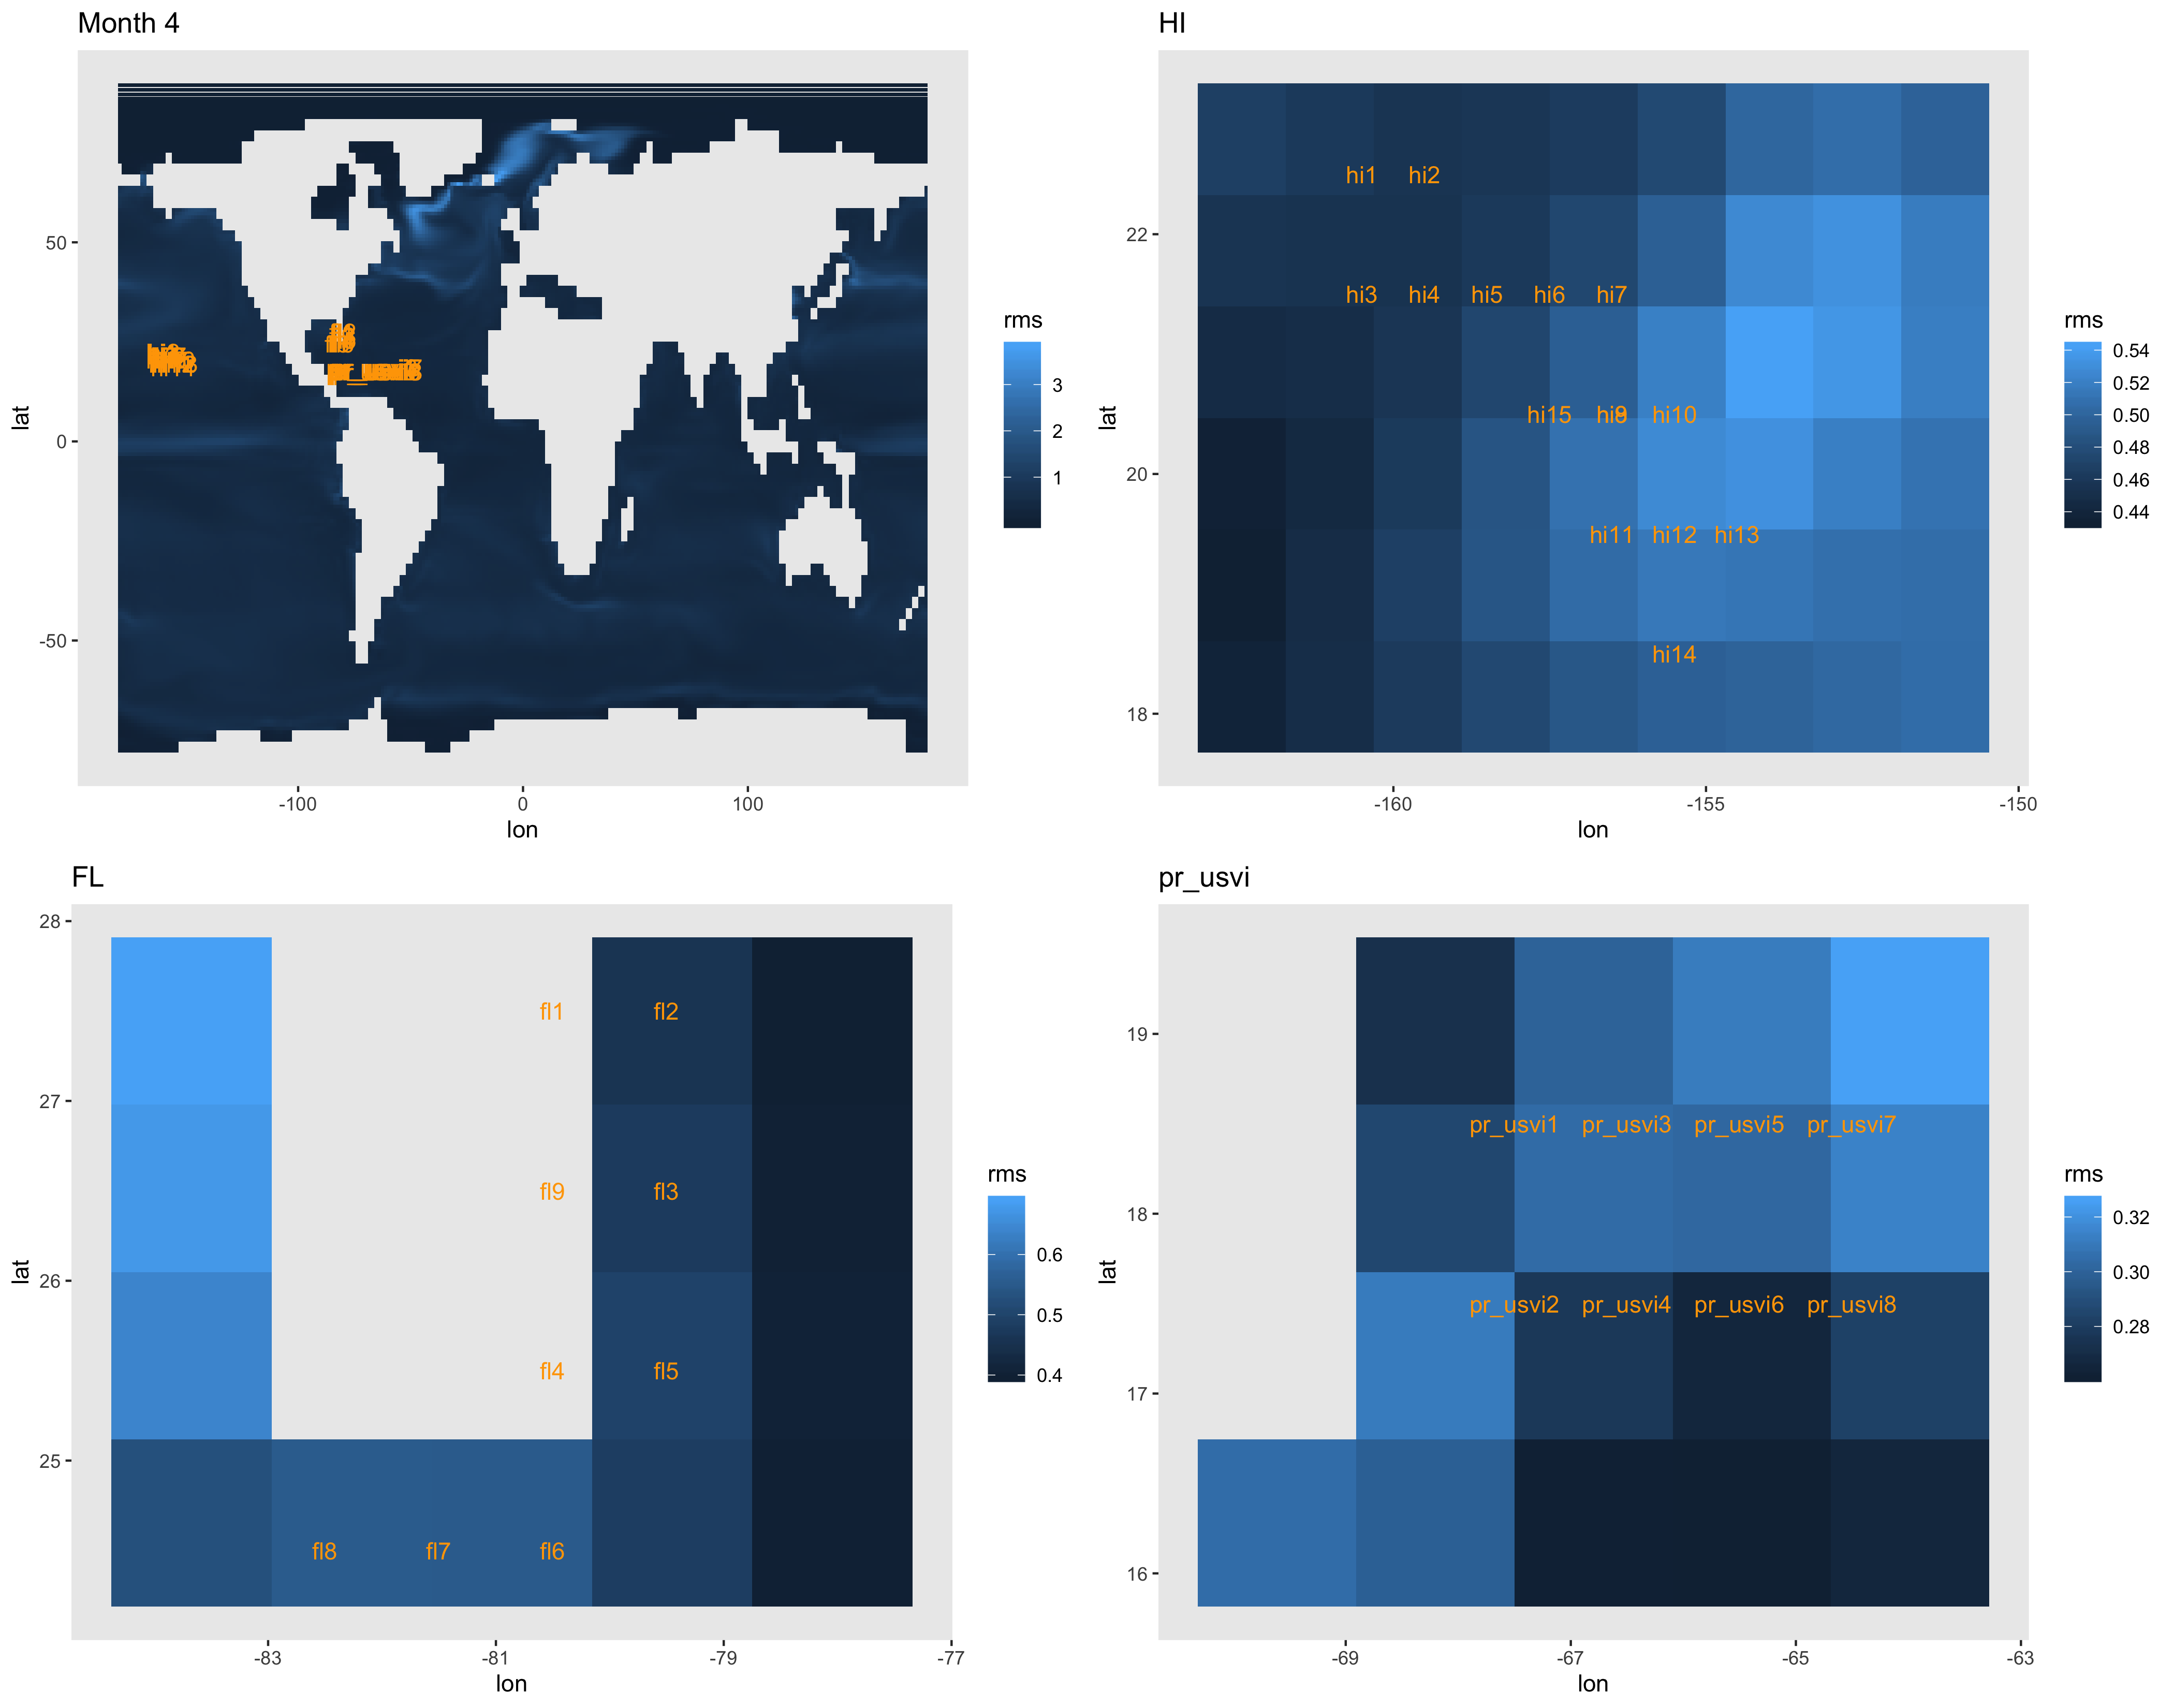 Month 4
lat
50
0
-50
-100
0
100
lon
rms
3
2
1
HI
lat
22
20
18
hi1 hi2
hi3 hi4 hi5 hi6 hi7
hi15 hi9 hi10
hi11 hi12 hi13
hi14
-160
-155
-150
lon
rms
0.54
0.52
0.50
0.48
0.46
0.44
FL
lat
28
27
26
25
fl1 fl2
fl9 fl3
fl4 fl5
fl8 fl7 fl6
-83
-81
-79
-77
lon
rms
0.6
0.5
0.4
pr_usvi
lat
19
18
17
16
pr_usvi1 pr_usvi3 pr_usvi5 pr_usvi7
pr_usvi2 pr_usvi4 pr_usvi6 pr_usvi8
-69
-67
-65
-63
lon
rms
0.32
0.30
0.28